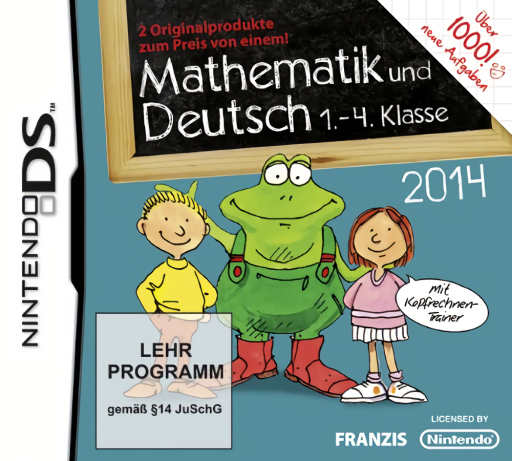 2 Originalprodukte
zum Preis von einem!
Mathematik und
Deutsch 1.–4. Klasse
Über
1000!
neue Aufgaben
2014
NINTENDO DS™
Mit
Kopfrechnen-
Trainer
LEHR
PROGRAMM
gemäß §14 JuSchG
FRANZIS
LICENSED BY
Nintendo